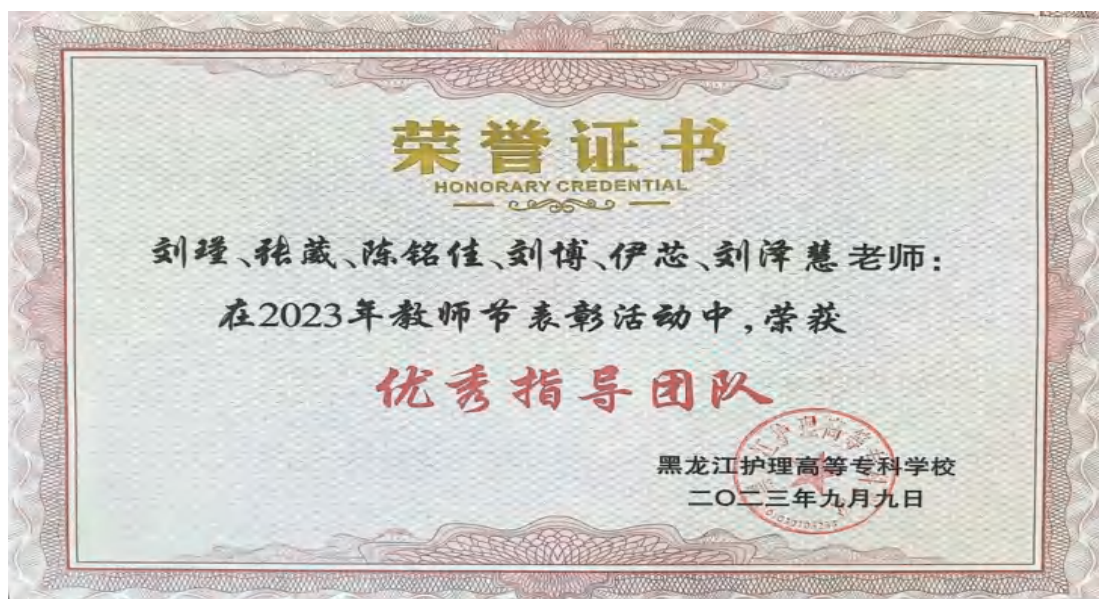 荣誉证书
HONORARY CREDENTIAL
刘瑾、张葳、陈铭佳、刘博、伊芯、刘泽慧老师:
在2023年教师节表彰活动中,荣获
优秀指导团队
黑龙江护理高等专科学校
二〇二三年九月九日